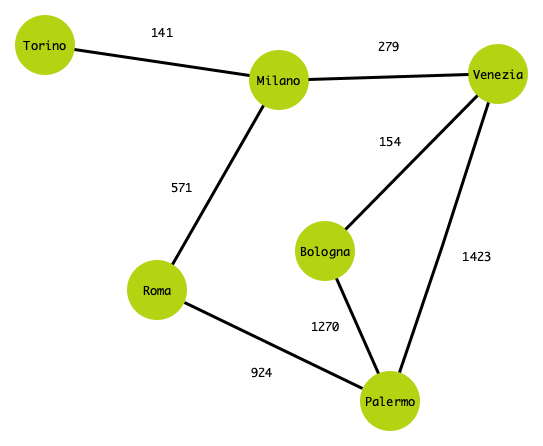 141
Torino
279
Milano
Venezia
154
571
Bologna
1423
Roma
1270
924
Palermo